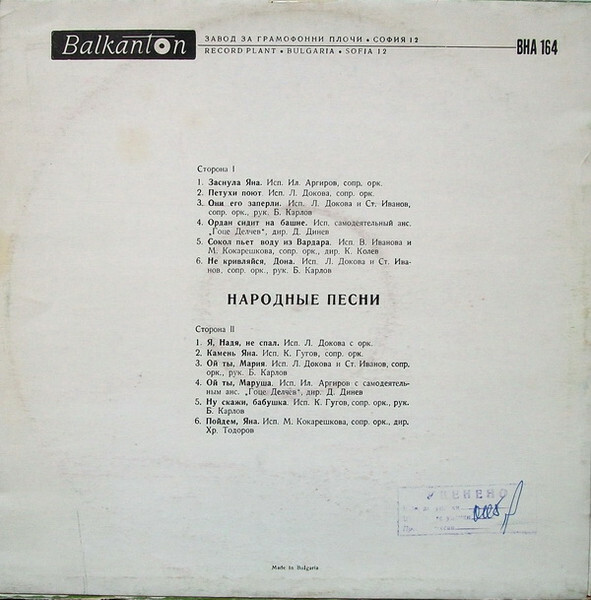 Balkanton
ЗАВОД ЗА ГРАМОФОННИ ПЛОЧИ • СОФИЯ 12
RECORD PLANT • BULGARIA • SOFIA 12
ВНА 164
Сторона I
1. Заснула Яна. Исп. Ил. Аргиров, сопр. орк.
2. Петухи поют. Исп. Л. Докова, сопр. орк.
3. Они его заперли. Исп. Л. Докова и Ст. Иванов,
сопр. орк., рук. Б. Карлов
4. Ордан сидит на башне. Исп. самодеятельный анс.
„Гоце Делчев“, дир. Д. Динев
5. Сокол пьет воду из Вардара. Исп. В. Иванова и
М. Кокарешкова, сопр. орк., дир. К. Колев
6. Не кривляйся, Дона. Исп. Л. Докова и Ст. Ива-
нов, сопр. орк., рук. Б. Карлов
НАРОДНЫЕ ПЕСНИ
Сторона II
1. Я, Надя, не спал. Исп. Л. Докова с орк.
2. Камень Яна. Исп. К. Гугов, сопр. орк.
3. Ой ты, Мария. Исп. Л. Докова и Ст. Иванов, сопр.
орк., рук. Б. Карлов
4. Ой ты, Маруша. Исп. Ил. Аргиров с самодеятель-
ным анс. „Гоце Делчев“, дир. Д. Динев
5. Ну скажи, бабушка. Исп. К. Гугов, сопр. орк., рук.
Б. Карлов
6. Пойдем, Яна. Исп. М. Кокарешкова, сопр. орк., дир.
Хр. Тодоров
Made in Bulgaria